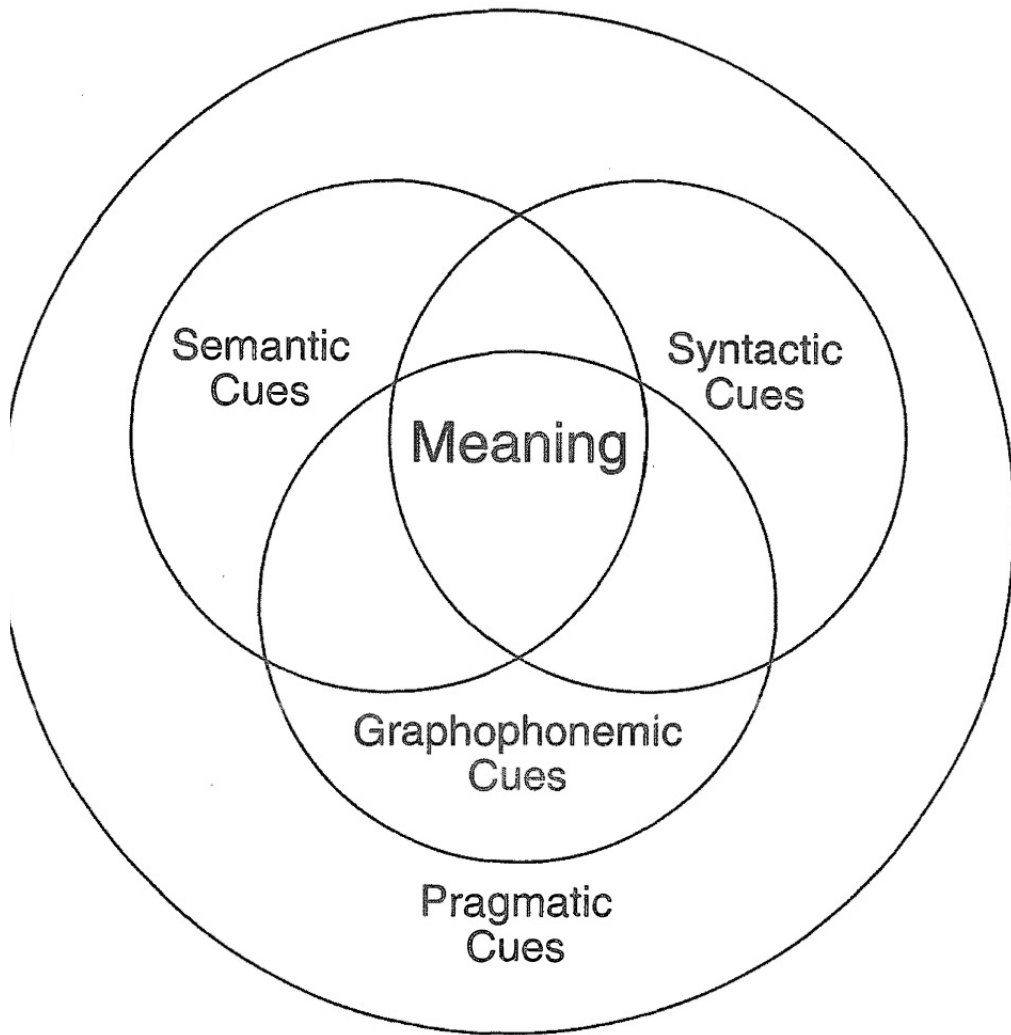 Semantic
Cues
Syntactic
Cues
Meaning
Graphophonemic
Cues
Pragmatic
Cues